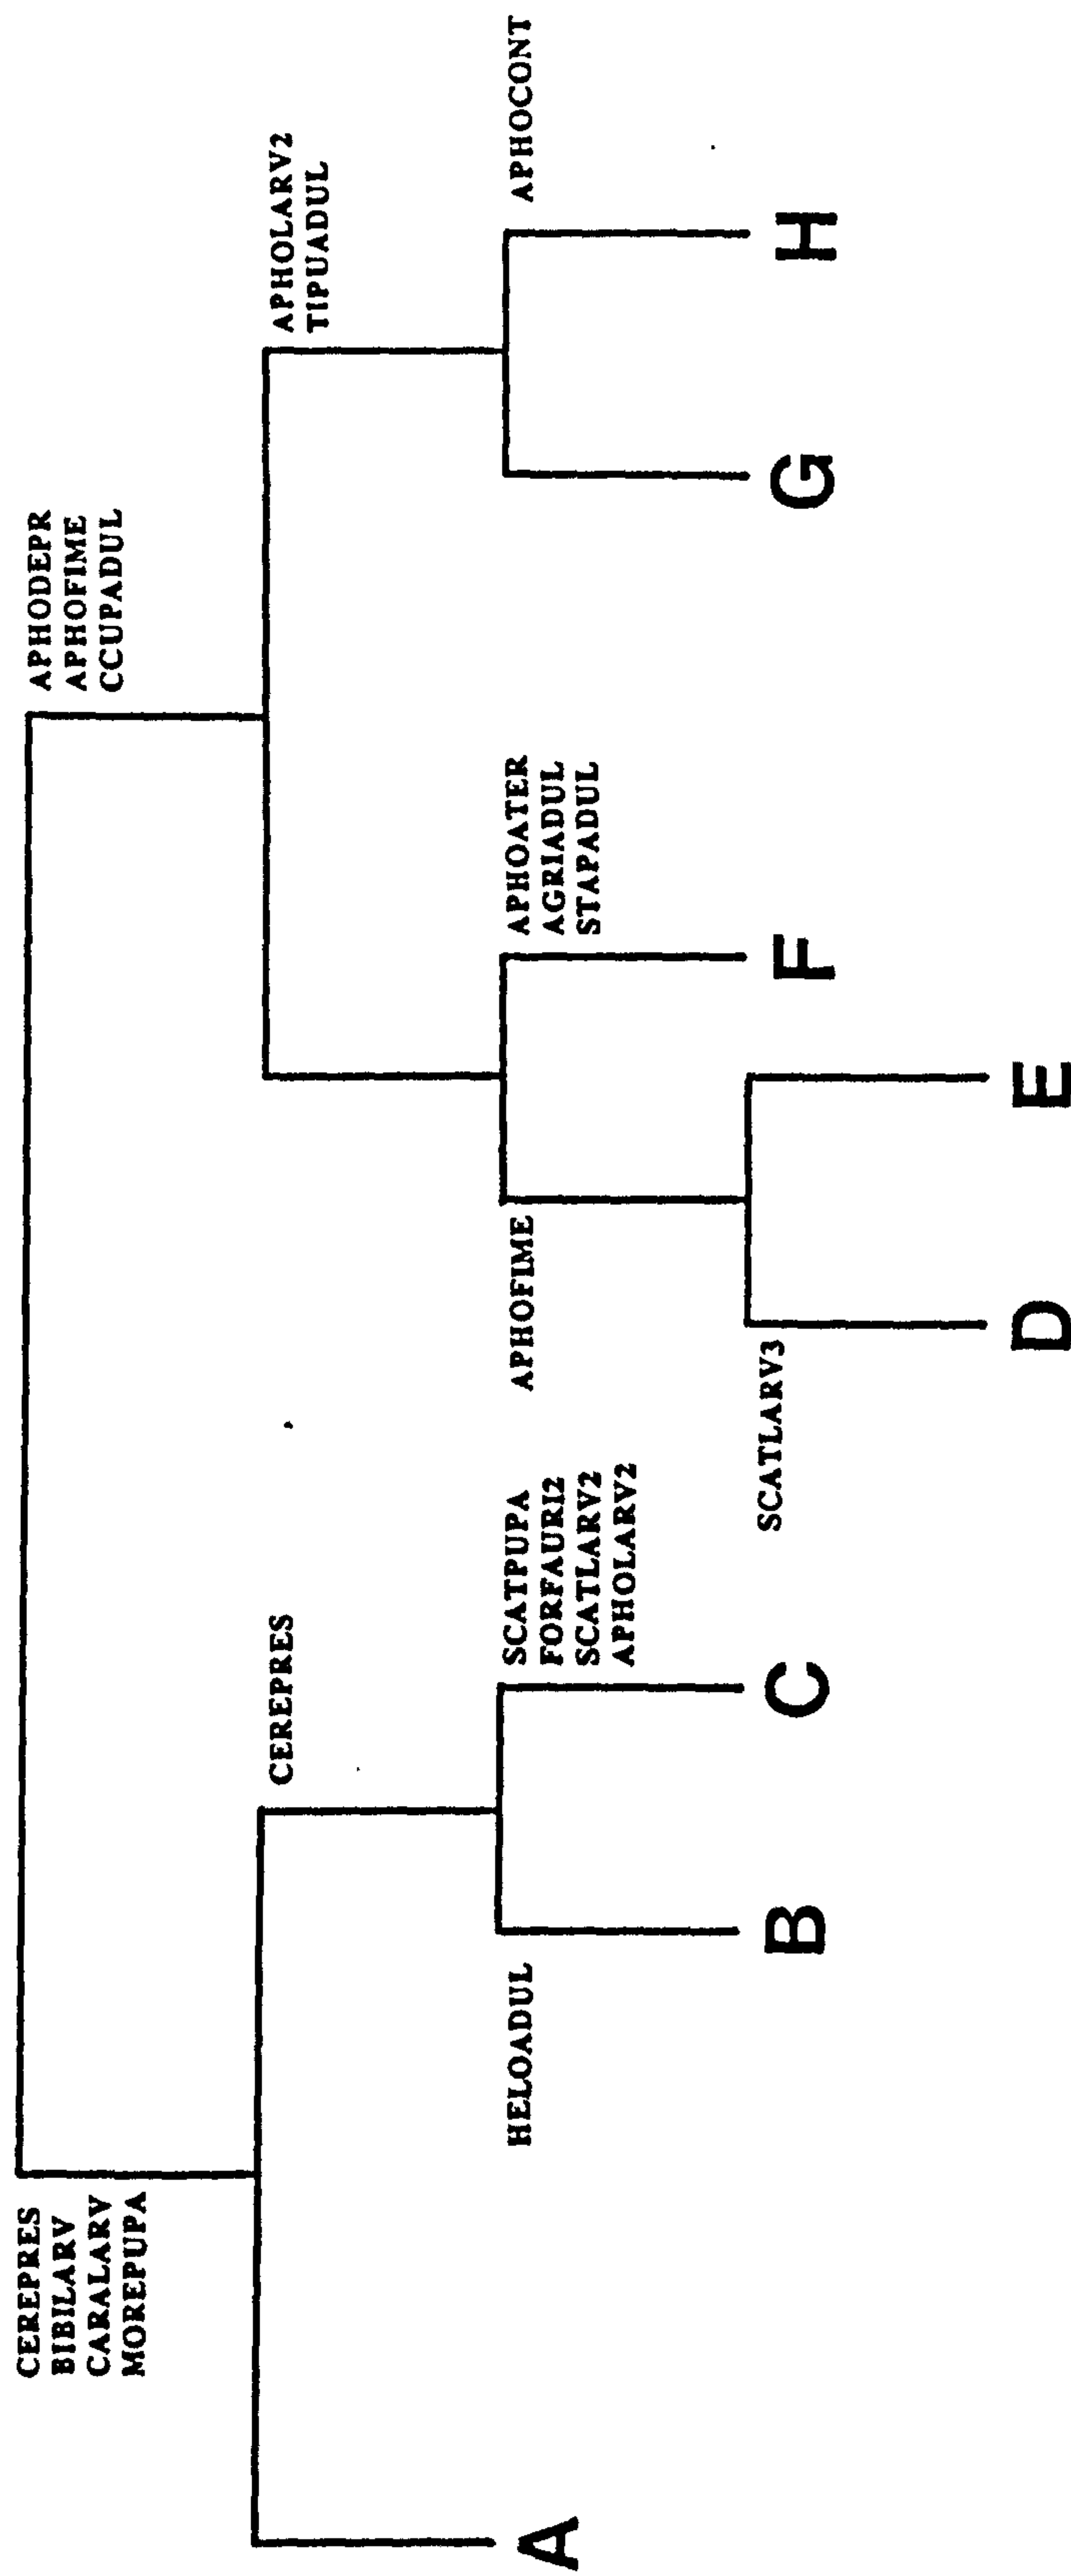 CEREPRES
BIBILARV
CARALARV
MOREPUPA
APHODEPR
APHOFIME
CCUPADUL
CEREPRES
APHOLARV2
TIPUADUL
A
HELOADUL
SCATPUPA
FORFAURI2
SCATLARV2
APHOLARV2
APHOFIME
APHOATER
AGRIADUL
STAPADUL
APHOCONT
B
C
SCATLARV3
F
G
H
D
E